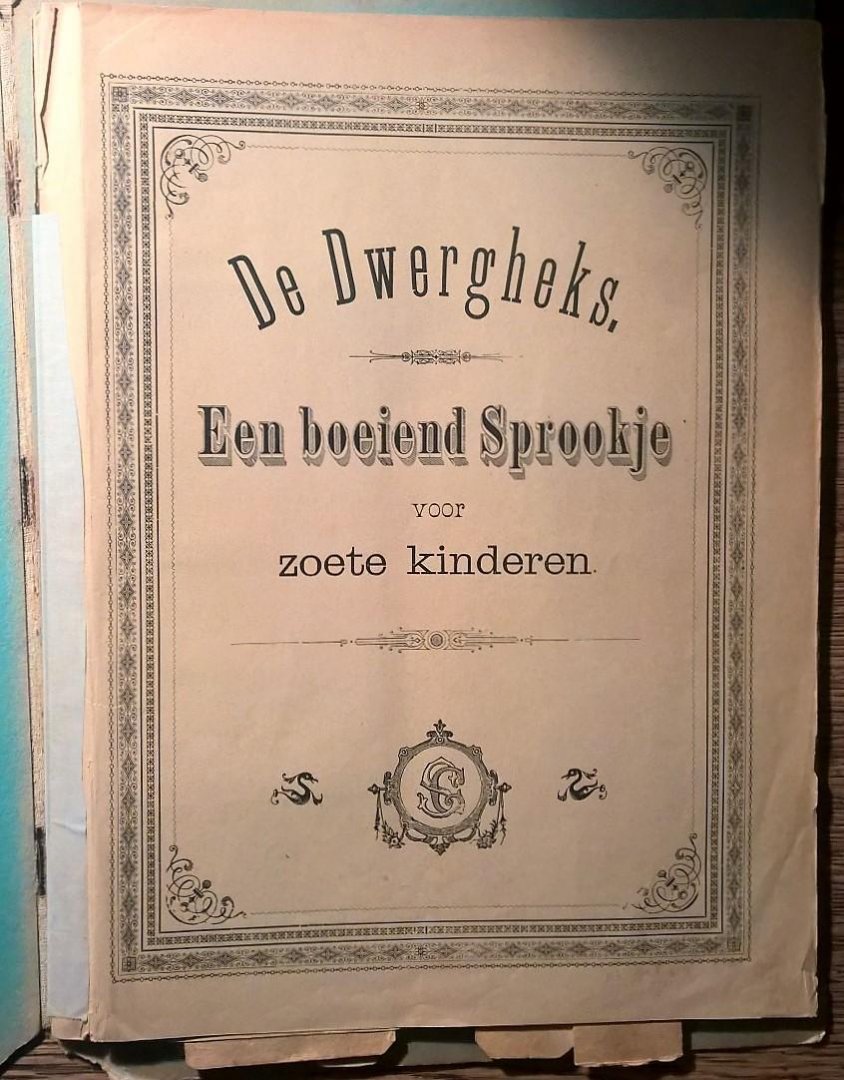 De Dwergheks.
Een boeiend Sprookje
voor
zoete kinderen.